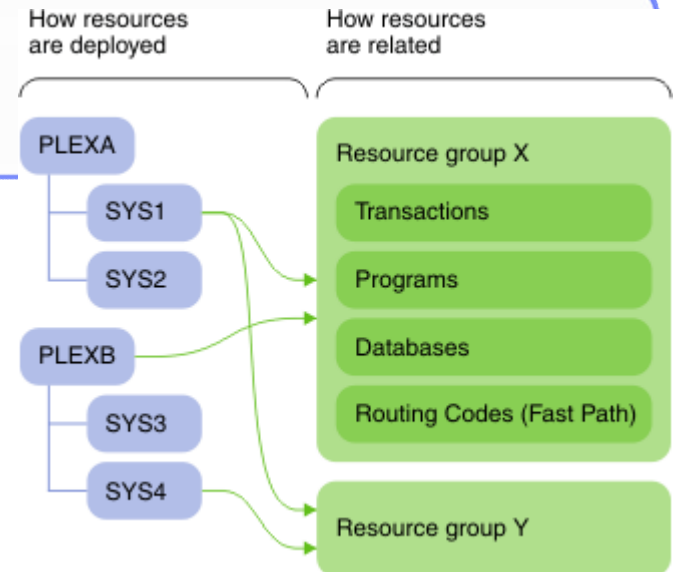 How resources
are deployed
How resources
are related
PLEXA
SYS1
SYS2
PLEXB
SYS3
SYS4
Resource group X
Transactions
Programs
Databases
Routing Codes (Fast Path)
Resource group Y